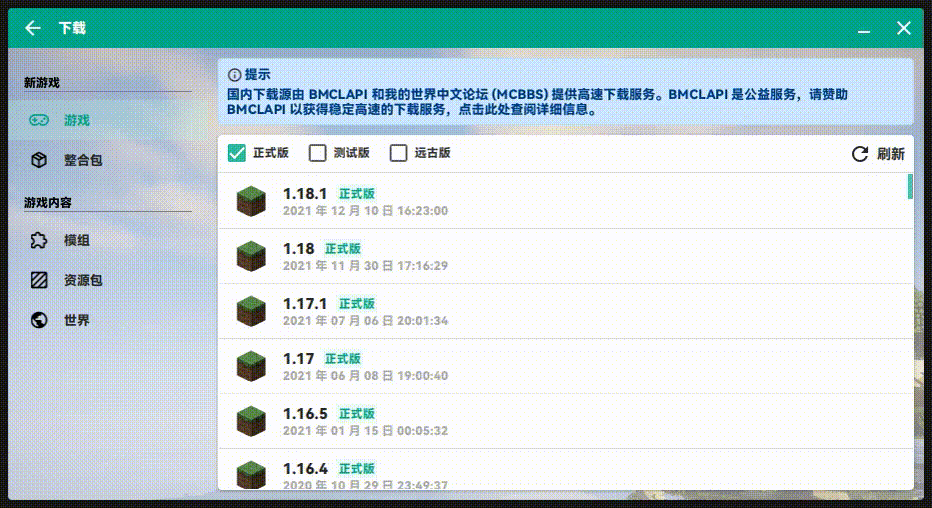 下载
新游戏
游戏
整合包
游戏内容
模组
资源包
世界
提示
国内下载源由 BMCLAPI 和我的世界中文论坛 (MCBBS) 提供高速下载服务。BMCLAPI 是公益服务，请赞助
BMCLAPI 以获得稳定高速的下载服务，点击此处查阅详细信息。
正式版 测试版 远古版 刷新
1.18.1 正式版
2021 年 12 月 10 日 16:23:00
1.18 正式版
2021 年 11 月 30 日 17:16:29
1.17.1 正式版
2021 年 07 月 06 日 20:01:34
1.17 正式版
2021 年 06 月 08 日 19:00:40
1.16.5 正式版
2021 年 01 月 15 日 00:05:32
1.16.4 正式版
2020 年 10 月 29 日 23:49:37